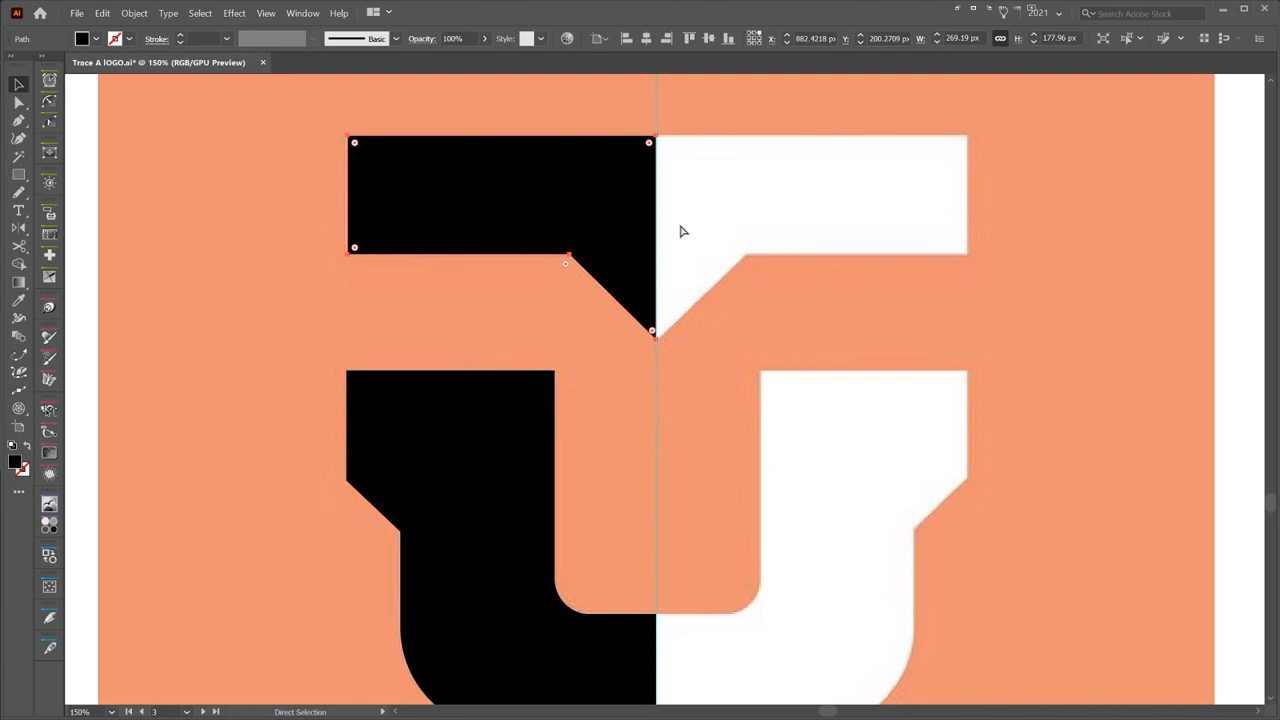 Ai File Edit Object Type Select Effect View Window Help 2021 Search Adobe Stock
Path Stroke: Basic Opacity: 100% Style: X: 882.4218 p Y: 200.2709 p W: 269.19 px H: 177.96 px
Trace A lOGO.ai* @ 150% (RGB/GPU Preview) ×
150% 3 Direct Selection